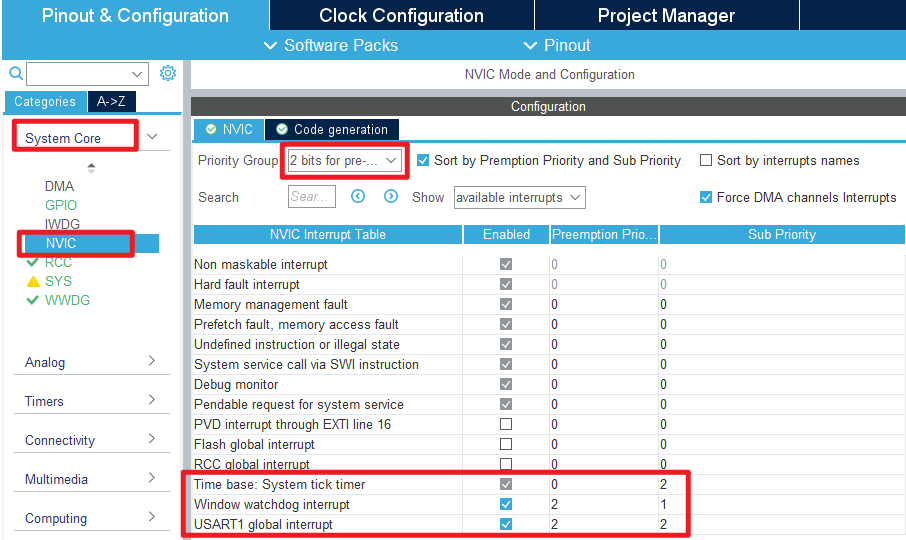 Pinout & Configuration Clock Configuration Project Manager
Software Packs Pinout
NVIC Mode and Configuration
Categories A->Z
Configuration
System Core
NVIC Code generation
Priority Group 2 bits for pre-... Sort by Premption Priority and Sub Priority Sort by interrupts names
Search Sear... Show available interrupts Force DMA channels Interrupts
DMA
GPIO
IWDG
NVIC
RCC
SYS
WWDG
Analog
Timers
Connectivity
Multimedia
Computing
NVIC Interrupt Table Enabled Preemption Prio... Sub Priority
Non maskable interrupt 0 0
Hard fault interrupt 0 0
Memory management fault 0 0
Prefetch fault, memory access fault 0 0
Undefined instruction or illegal state 0 0
System service call via SWI instruction 0 0
Debug monitor 0 0
Pendable request for system service 0 0
PVD interrupt through EXTI line 16 0 0
Flash global interrupt 0 0
RCC global interrupt 0 0
Time base: System tick timer 0 2
Window watchdog interrupt 2 1
USART1 global interrupt 2 2